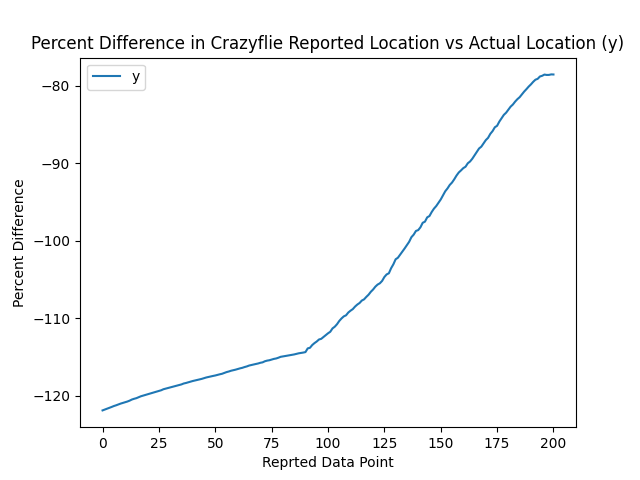 Percent Difference in Crazyflie Reported Location vs Actual Location (y)
y
−80
−90
−100
−110
−120
Percent Difference
0 25 50 75 100 125 150 175 200
Reprted Data Point